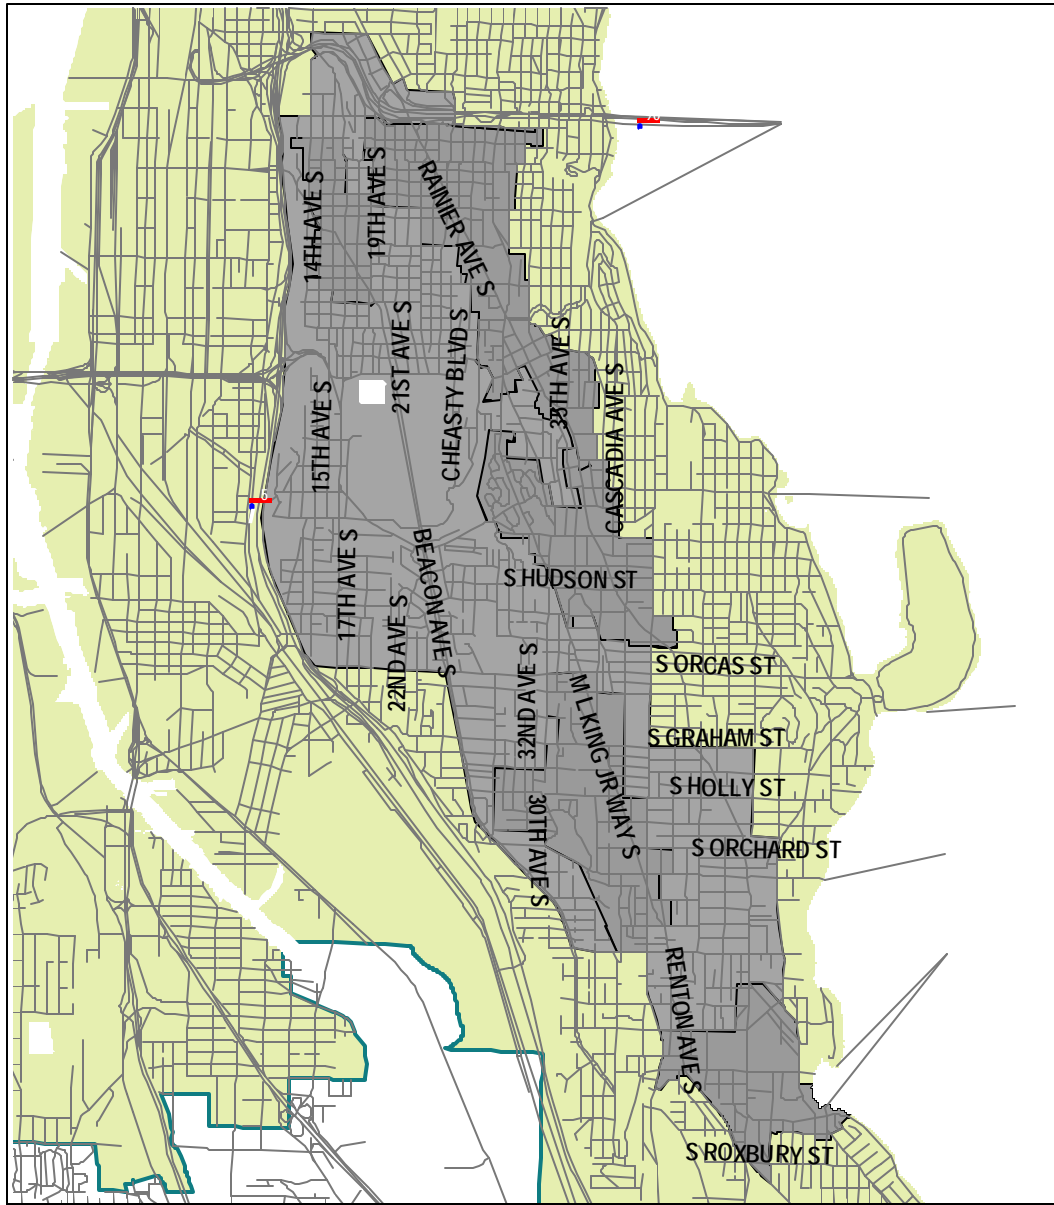 RAINIER AVE S
19TH AVE S
14TH AVE S
21ST AVE S
CHEASTY BLVD S
35TH AVE S
CASCADIA AVE S
15TH AVE S
BEACON AVE S
17TH AVE S
S HUDSON ST
22ND AVE S
32ND AVE S
S ORCAS ST
M L KING JR WAY S
S GRAHAM ST
S HOLLY ST
30TH AVE S
S ORCHARD ST
RENTON AVE S
S ROXBURY ST